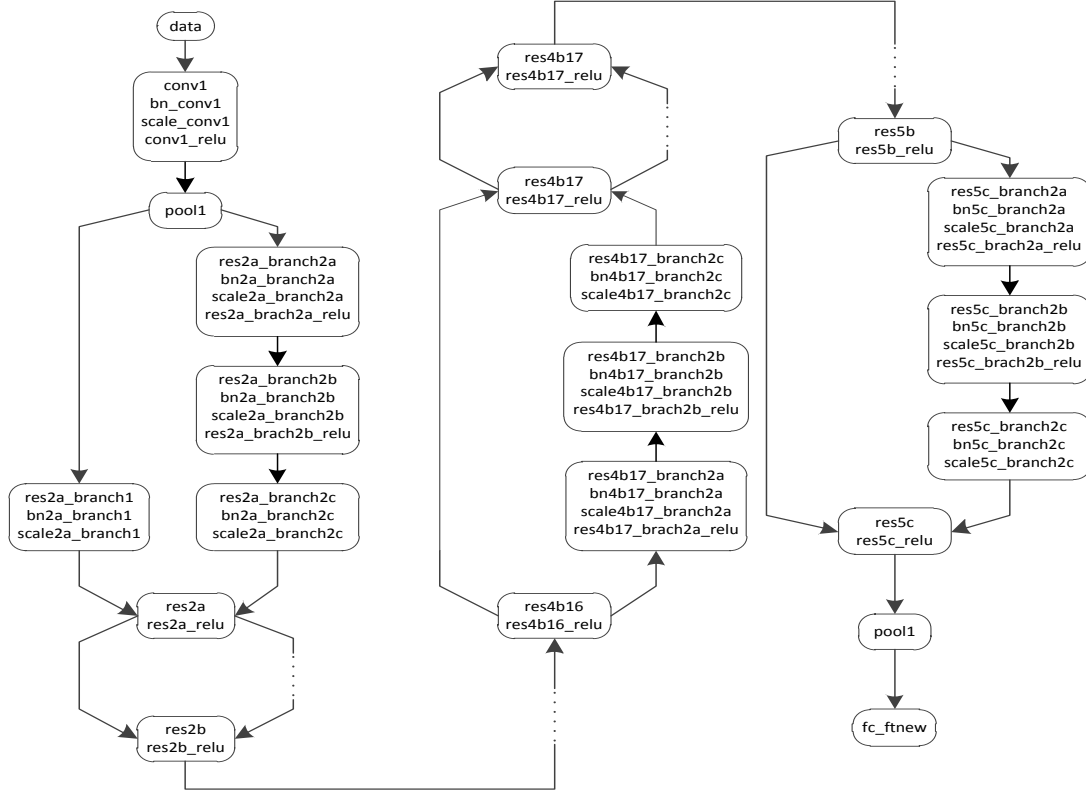 data
conv1
bn_conv1
scale_conv1
conv1_relu
pool1
res2a_branch2a
bn2a_branch2a
scale2a_branch2a
res2a_brach2a_relu
res2a_branch2b
bn2a_branch2b
scale2a_branch2b
res2a_brach2b_relu
res2a_branch1
bn2a_branch1
scale2a_branch1
res2a_branch2c
bn2a_branch2c
scale2a_branch2c
res2a
res2a_relu
res2b
res2b_relu
res4b17
res4b17_relu
res4b17
res4b17_relu
res4b17_branch2c
bn4b17_branch2c
scale4b17_branch2c
res4b17_branch2b
bn4b17_branch2b
scale4b17_branch2b
res4b17_brach2b_relu
res4b17_branch2a
bn4b17_branch2a
scale4b17_branch2a
res4b17_brach2a_relu
res4b16
res4b16_relu
res5b
res5b_relu
res5c_branch2a
bn5c_branch2a
scale5c_branch2a
res5c_brach2a_relu
res5c_branch2b
bn5c_branch2b
scale5c_branch2b
res5c_brach2b_relu
res5c_branch2c
bn5c_branch2c
scale5c_branch2c
res5c
res5c_relu
pool1
fc_ftnew